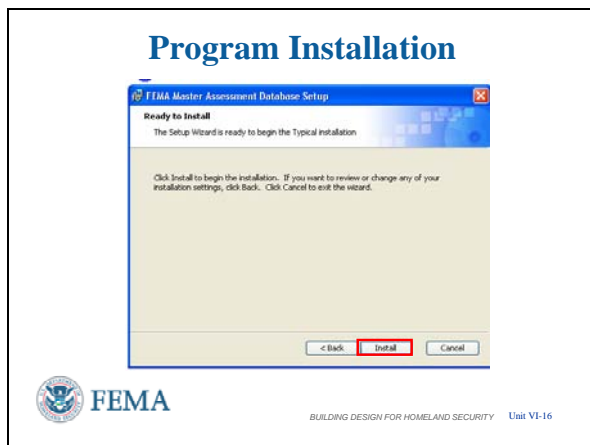 Program Installation
FEMA Master Assessment Database Setup
Ready to Install
The Setup Wizard is ready to begin the Typical installation
Click Install to begin the installation. If you want to review or change any of your
installation settings, click Back. Click Cancel to exit the wizard.
< Back Install Cancel
FEMA
BUILDING DESIGN FOR HOMELAND SECURITY Unit VI-16